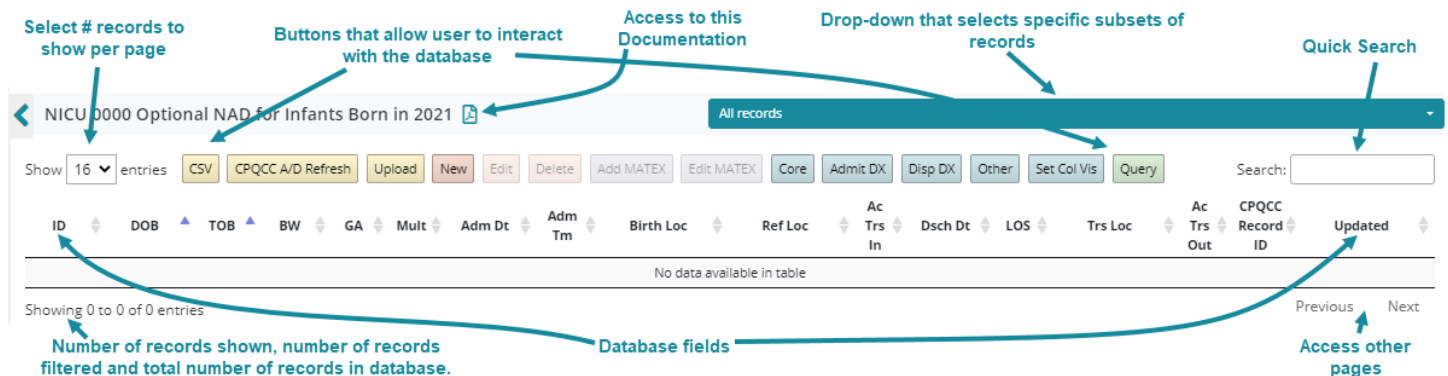 Select # records to
show per page
Buttons that allow user to interact
with the database
Access to this
Documentation
Drop-down that selects specific subsets of
records
Quick Search
NICU 0000 Optional NAD for Infants Born in 2021
All records
Show 16 entries CSV CPQCC A/D Refresh Upload New Edit Delete Add MATEX Edit MATEX Core Admit DX Disp DX Other Set Col Vis Query Search:
ID DOB TOB BW GA Mult Adm Dt Adm Tm Birth Loc Ref Loc Ac Trs In Dsch Dt LOS Trs Loc Ac Trs Out CPQCC Record ID Updated
No data available in table
Showing 0 to 0 of 0 entries
Previous Next
Number of records shown, number of records
filtered and total number of records in database.
Database fields
Access other
pages